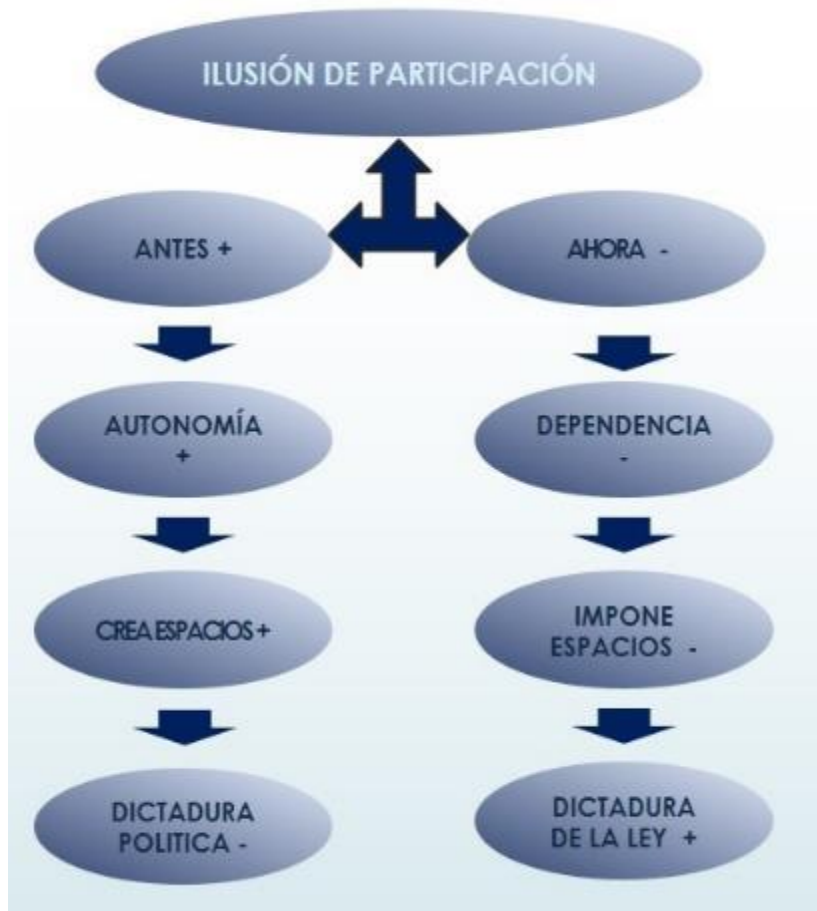 ILUSIÓN DE PARTICIPACIÓN
ANTES +
AHORA -
AUTONOMÍA
+
DEPENDENCIA
-
CREA ESPACIOS +
IMPONE
ESPACIOS -
DICTADURA
POLITICA -
DICTADURA
DE LA LEY +